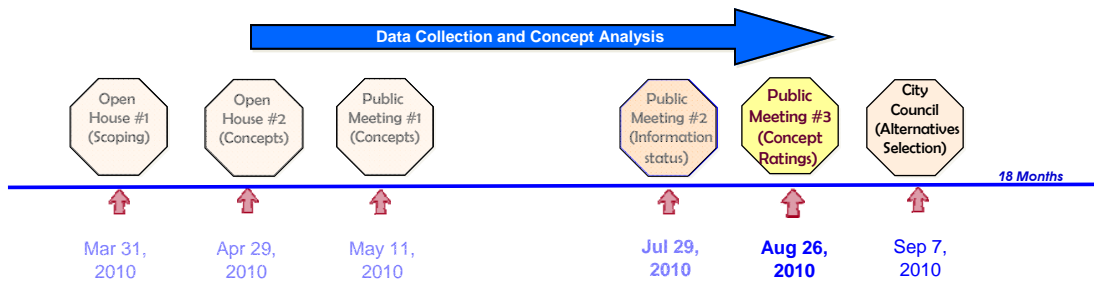 Data Collection and Concept Analysis
Open
House #1
(Scoping)
Open
House #2
(Concepts)
Public
Meeting #1
(Concepts)
Public
Meeting #2
(Information
status)
Public
Meeting #3
(Concept
Ratings)
City
Council
(Alternatives
Selection)
18 Months
Mar 31,
2010
Apr 29,
2010
May 11,
2010
Jul 29,
2010
Aug 26,
2010
Sep 7,
2010